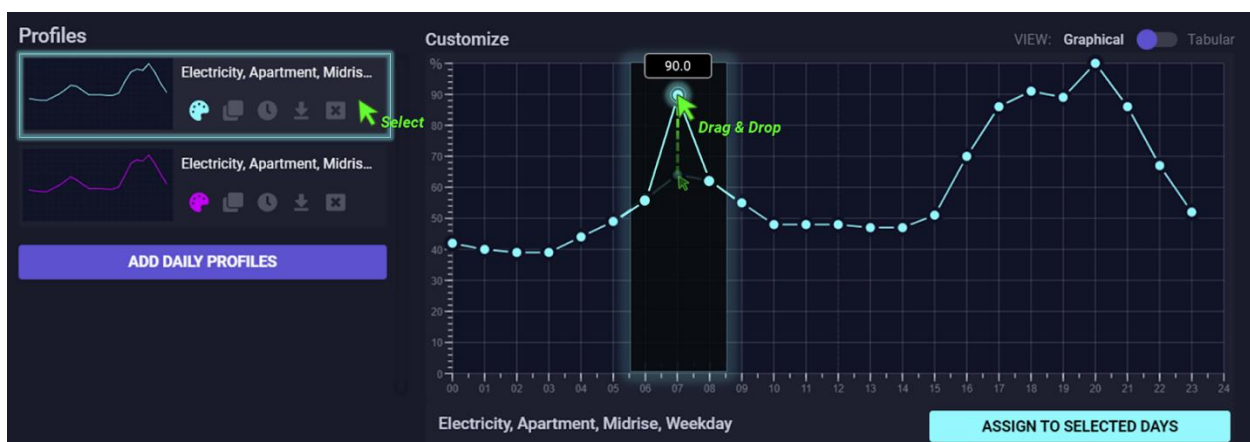 Profiles
Electricity, Apartment, Midris...
Select
Electricity, Apartment, Midris...
ADD DAILY PROFILES
Customize
VIEW: Graphical Tabular
90.0
Drag & Drop
%
90
80
70
60
50
40
30
20
10
0
00 01 02 03 04 05 06 07 08 09 10 11 12 13 14 15 16 17 18 19 20 21 22 23 24
Electricity, Apartment, Midrise, Weekday
ASSIGN TO SELECTED DAYS